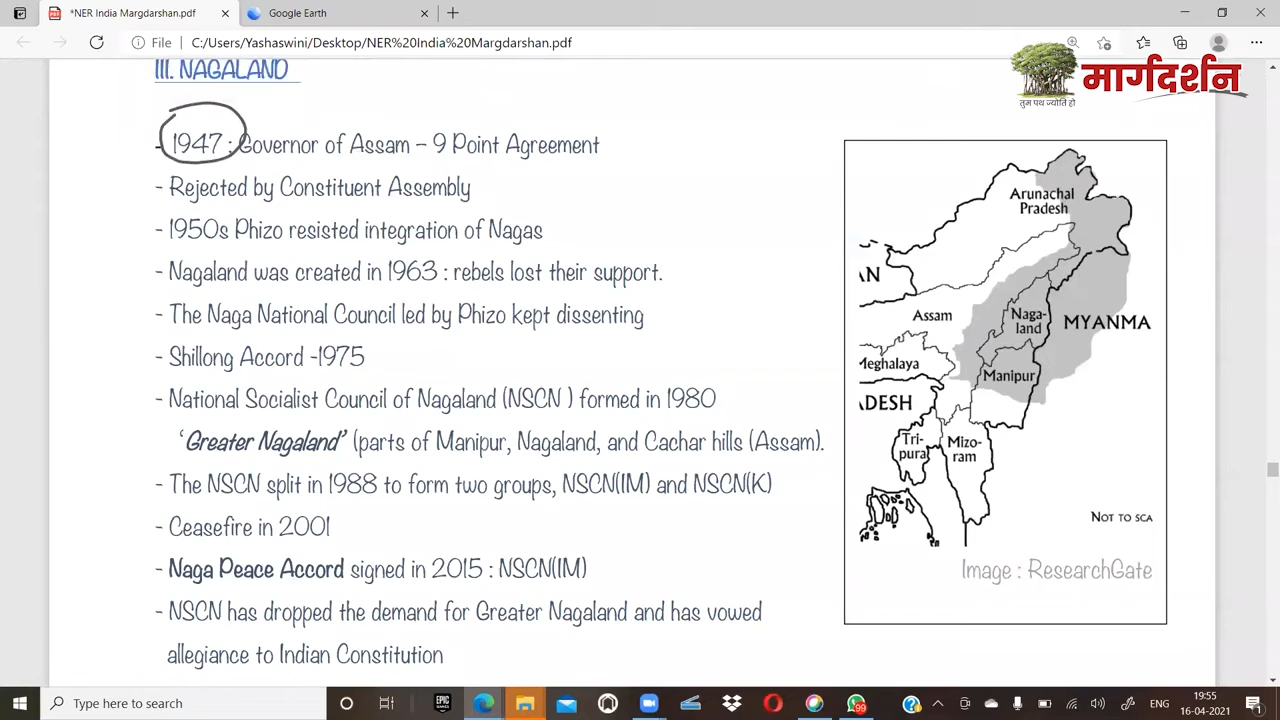 *NER India Margdarshan.pdf
Google Earth
File
C:/Users/Yashaswini/Desktop/NER%20India%20Margdarshan.pdf
मार्गदर्शन
तुम पथ ज्योति हो
III. NAGALAND
- 1947 : Governor of Assam – 9 Point Agreement
- Rejected by Constituent Assembly
- 1950s Phizo resisted integration of Nagas
- Nagaland was created in 1963 : rebels lost their support.
- The Naga National Council led by Phizo kept dissenting
- Shillong Accord -1975
- National Socialist Council of Nagaland (NSCN ) formed in 1980
‘Greater Nagaland’ (parts of Manipur, Nagaland, and Cachar hills (Assam).
- The NSCN split in 1988 to form two groups, NSCN(IM) and NSCN(K)
- Ceasefire in 2001
- Naga Peace Accord signed in 2015 : NSCN(IM)
- NSCN has dropped the demand for Greater Nagaland and has vowed
allegiance to Indian Constitution
Arunachal
Pradesh
AN
Assam
Naga-
land
MYANMA
Meghalaya
Manipur
ADESH
Tri-
pura
Mizo-
ram
NOT TO SCA
Image : ResearchGate
Type here to search
EPIC
GAMES
99
19:55
16-04-2021
1